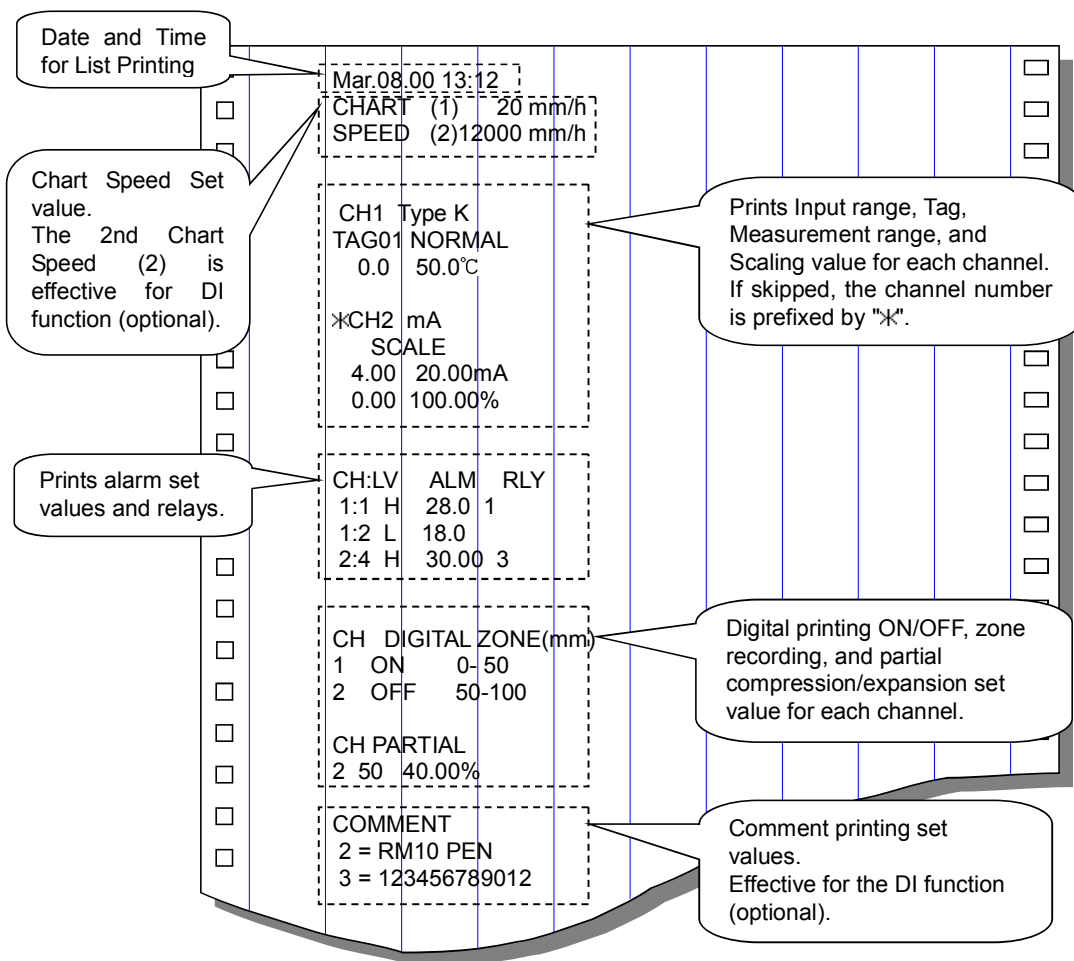 Date and Time
for List Printing
Mar.08.00 13:12
CHART (1) 20 mm/h
SPEED (2)12000 mm/h
Chart Speed Set
value.
The 2nd Chart
Speed (2) is
effective for DI
function (optional).
CH1 Type K
TAG01 NORMAL
0.0 50.0℃
Prints Input range, Tag,
Measurement range, and
Scaling value for each channel.
If skipped, the channel number
is prefixed by "Ж".
ЖCH2 mA
SCALE
4.00 20.00mA
0.00 100.00%
Prints alarm set
values and relays.
CH:LV ALM RLY
1:1 H 28.0 1
1:2 L 18.0
2:4 H 30.00 3
CH DIGITAL ZONE(mm)
1 ON 0- 50
2 OFF 50-100
Digital printing ON/OFF, zone
recording, and partial
compression/expansion set
value for each channel.
CH PARTIAL
2 50 40.00%
COMMENT
2 = RM10 PEN
3 = 123456789012
Comment printing set
values.
Effective for the DI function
(optional).